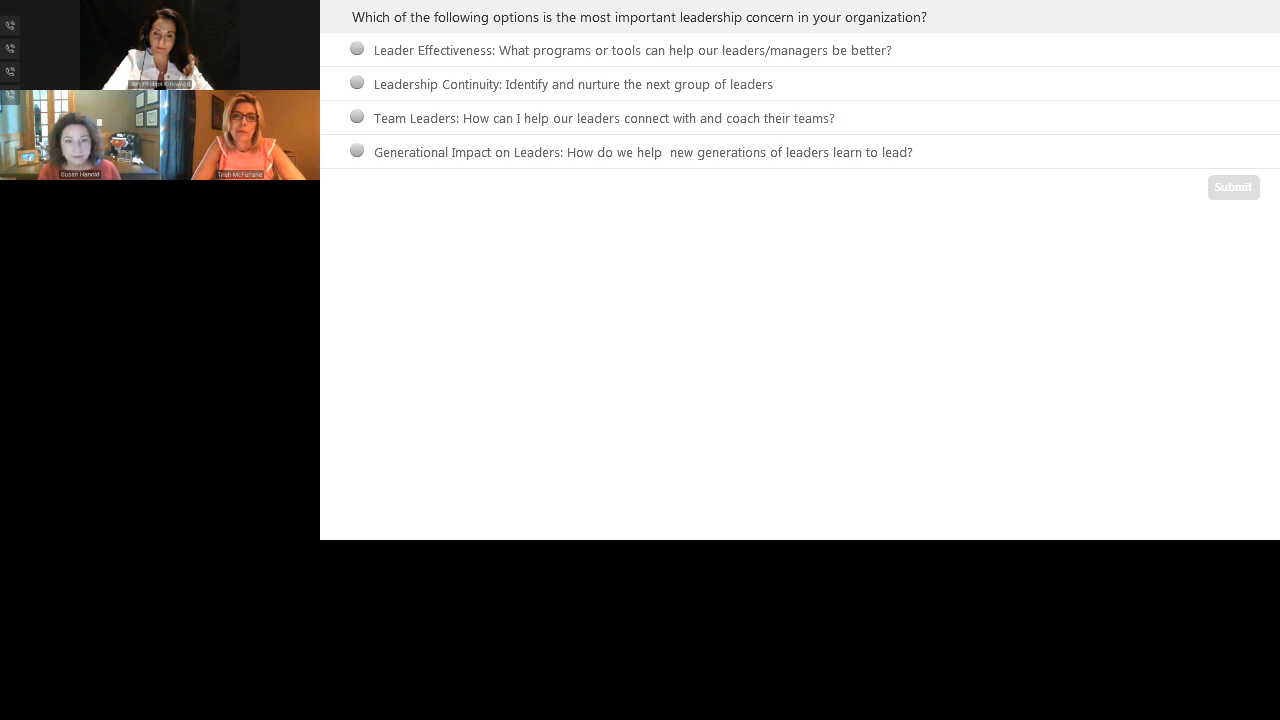 Which of the following options is the most important leadership concern in your organization?
Leader Effectiveness: What programs or tools can help our leaders/managers be better?
Leadership Continuity: Identify and nurture the next group of leaders
Team Leaders: How can I help our leaders connect with and coach their teams?
Generational Impact on Leaders: How do we help  new generations of leaders learn to lead?
Submit
Phillips Kirkwood
Susan Hanold
Trish McFarlane